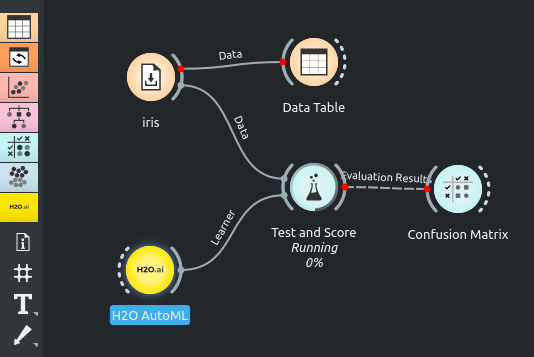 Data
Data Table
iris
Data
Evaluation Results
Test and Score
Running
0%
Confusion Matrix
Learner
H2O.ai
H2O.ai
H2O AutoML
T